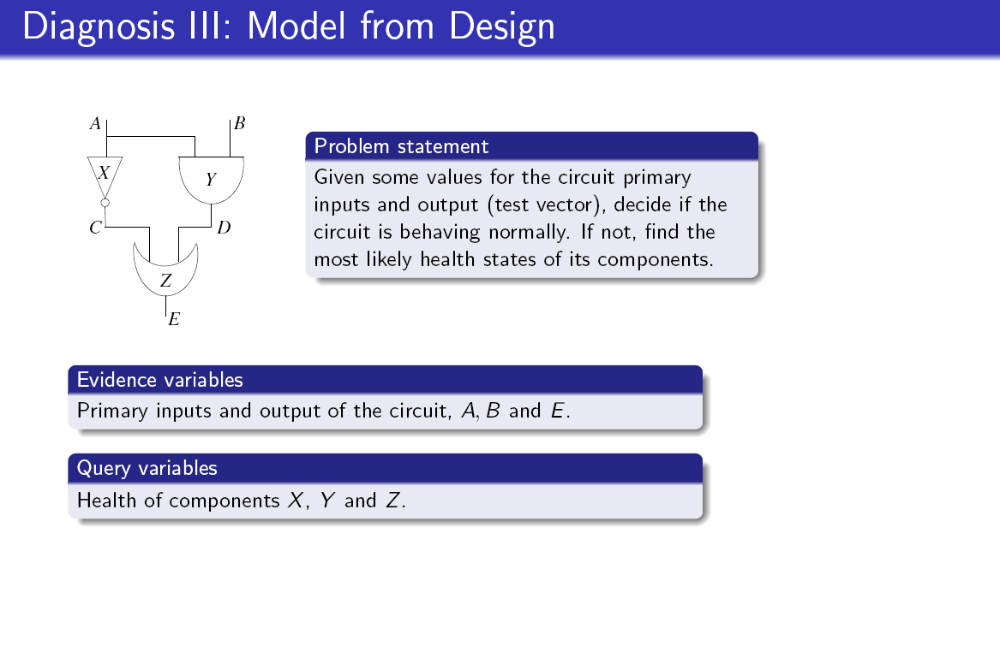 Diagnosis III: Model from Design
A
B
X
Y
C
D
Z
E
Problem statement
Given some values for the circuit primary
inputs and output (test vector), decide if the
circuit is behaving normally. If not, find the
most likely health states of its components.
Evidence variables
Primary inputs and output of the circuit, A, B and E.
Query variables
Health of components X, Y and Z.